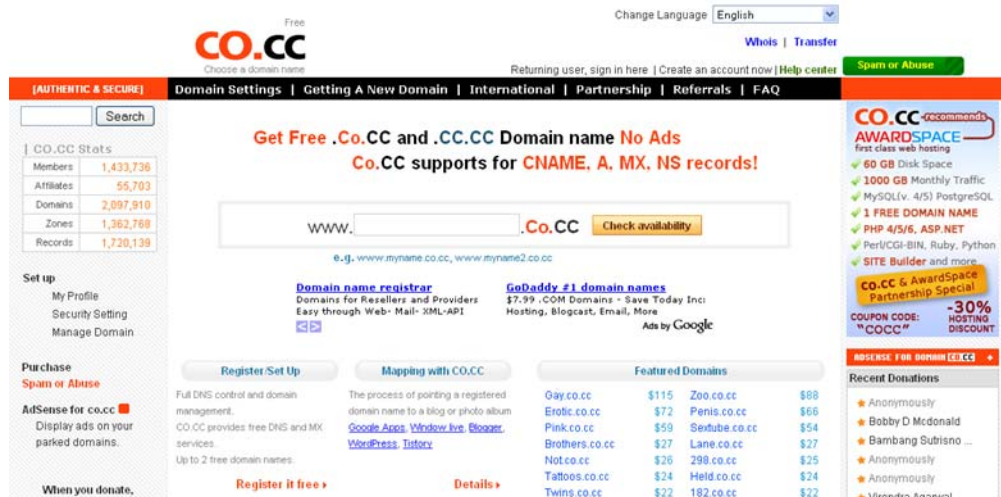 Free
CO.CC
Choose a domain name
Change Language English
Whois | Transfer
Returning user, sign in here | Create an account now | Help center
Spam or Abuse
[AUTHENTIC & SECURE]
Domain Settings | Getting A New Domain | International | Partnership | Referrals | FAQ
Search
| CO.CC Stats
Members 1,433,736
Affiliates 55,703
Domains 2,097,910
Zones 1,362,768
Records 1,720,139
Set up
My Profile
Security Setting
Manage Domain
Purchase
Spam or Abuse
AdSense for co.cc
Display ads on your
parked domains.
When you donate,
Get Free .Co.CC and .CC.CC Domain name No Ads
Co.CC supports for CNAME, A, MX, NS records!
www. .Co.CC Check availability
e.g. www.myname.co.cc, www.myname2.co.cc
Domain name registrar
Domains for Resellers and Providers
Easy through Web- Mail- XML-API
GoDaddy #1 domain names
$7.99 .COM Domains - Save Today Inc:
Hosting, Blogcast, Email, More
Ads by Google
Register/Set Up
Full DNS control and domain
management.
CO.CC provides free DNS and MX
services.
Up to 2 free domain names.
Register it free
Mapping with CO.CC
The process of pointing a registered
domain name to a blog or photo album
Google Apps, Window live, Blogger,
WordPress, Tistory
Details
Featured Domains
Gay.co.cc $115 Zoo.co.cc $88
Erotic.co.cc $72 Penis.co.cc $66
Pink.co.cc $59 Sextube.co.cc $54
Brothers.co.cc $27 Lane.co.cc $27
Not.co.cc $26 298.co.cc $25
Tattoos.co.cc $24 Held.co.cc $24
Twins.co.cc $22 182.co.cc $22
CO.CC recommends
AWARDSPACE
first class web hosting
60 GB Disk Space
1000 GB Monthly Traffic
MySQL(v. 4/5) PostgreSQL
1 FREE DOMAIN NAME
PHP 4/5/6, ASP.NET
Perl/CGI-BIN, Ruby, Python
SITE Builder and more
CO.CC & AwardSpace
Partnership Special
COUPON CODE:
"COCC"
-30%
HOSTING
DISCOUNT
ADSENSE FOR DOMAIN CO.CC +
Recent Donations
Anonymously
Bobby D Mcdonald
Bambang Sutrisno ...
Anonymously
Anonymously
Virendra Agarwal